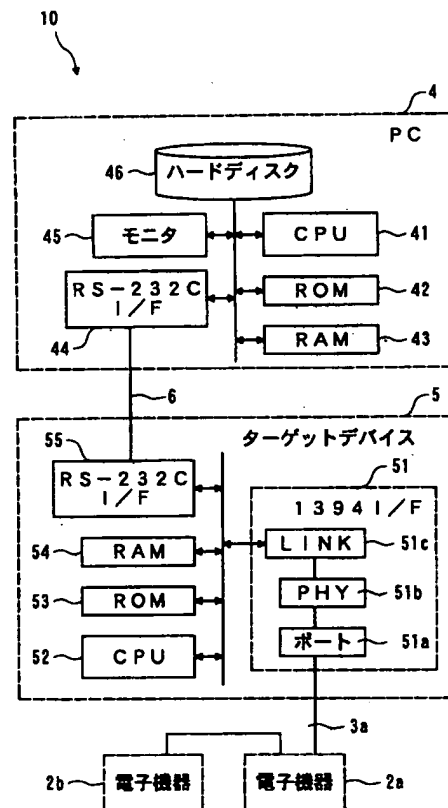 10
4
PC
46
ハードディスク
45
モニタ
CPU
41
RS-232C
I/F
ROM
42
44
RAM
43
6
5
55
ターゲットデバイス
RS-232C
I/F
51
1394I/F
54
RAM
LINK
51c
53
ROM
PHY
51b
52
CPU
ポート
51a
3a
2b
電子機器
電子機器
2a